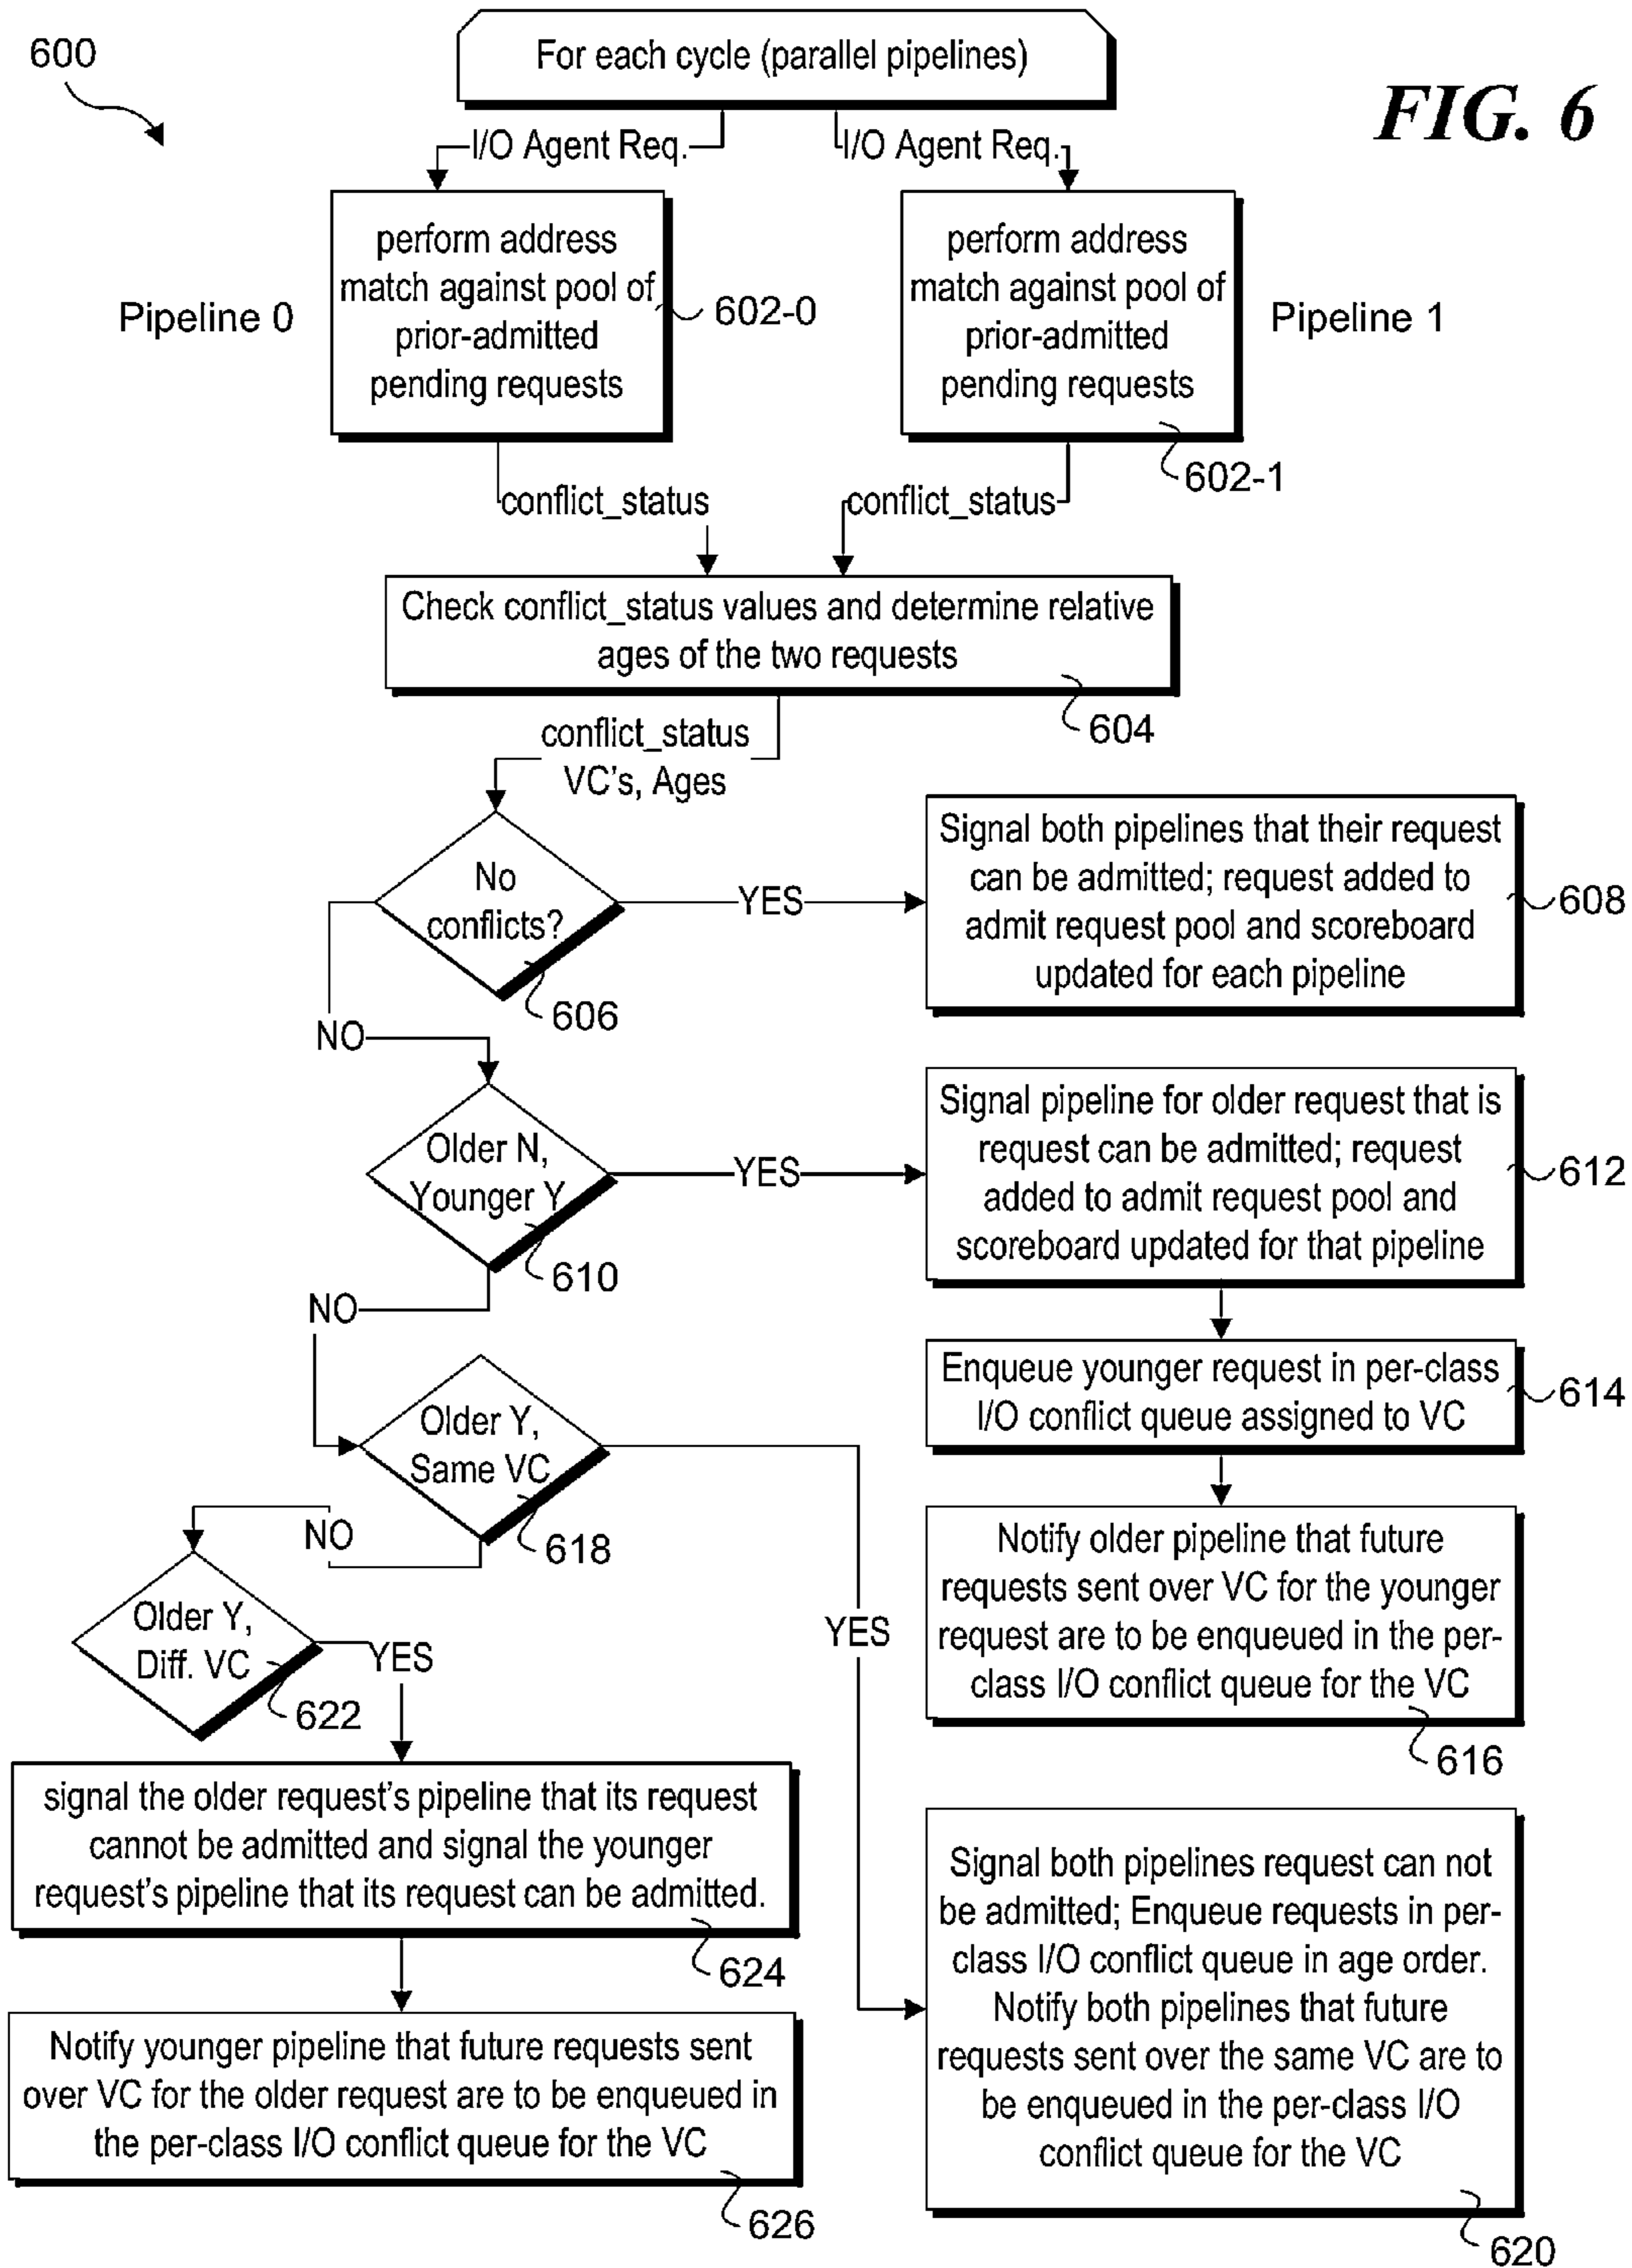 600
For each cycle (parallel pipelines)
FIG. 6
I/O Agent Req.
I/O Agent Req.
Pipeline 0
perform address
match against pool of
prior-admitted
pending requests
602-0
perform address
match against pool of
prior-admitted
pending requests
Pipeline 1
602-1
conflict_status
conflict_status
Check conflict_status values and determine relative
ages of the two requests
604
conflict_status
VC's, Ages
No
conflicts?
606
YES
Signal both pipelines that their request
can be admitted; request added to
admit request pool and scoreboard
updated for each pipeline
608
NO
Older N,
Younger Y
610
YES
Signal pipeline for older request that is
request can be admitted; request
added to admit request pool and
scoreboard updated for that pipeline
612
Enqueue younger request in per-class
I/O conflict queue assigned to VC
614
Notify older pipeline that future
requests sent over VC for the younger
request are to be enqueued in the per-
class I/O conflict queue for the VC
616
NO
Older Y,
Same VC
618
YES
Signal both pipelines request can not
be admitted; Enqueue requests in per-
class I/O conflict queue in age order.
Notify both pipelines that future
requests sent over the same VC are to
be enqueued in the per-class I/O
conflict queue for the VC
620
NO
Older Y,
Diff. VC
622
YES
signal the older request's pipeline that its request
cannot be admitted and signal the younger
request's pipeline that its request can be admitted.
624
Notify younger pipeline that future requests sent
over VC for the older request are to be enqueued in
the per-class I/O conflict queue for the VC
626